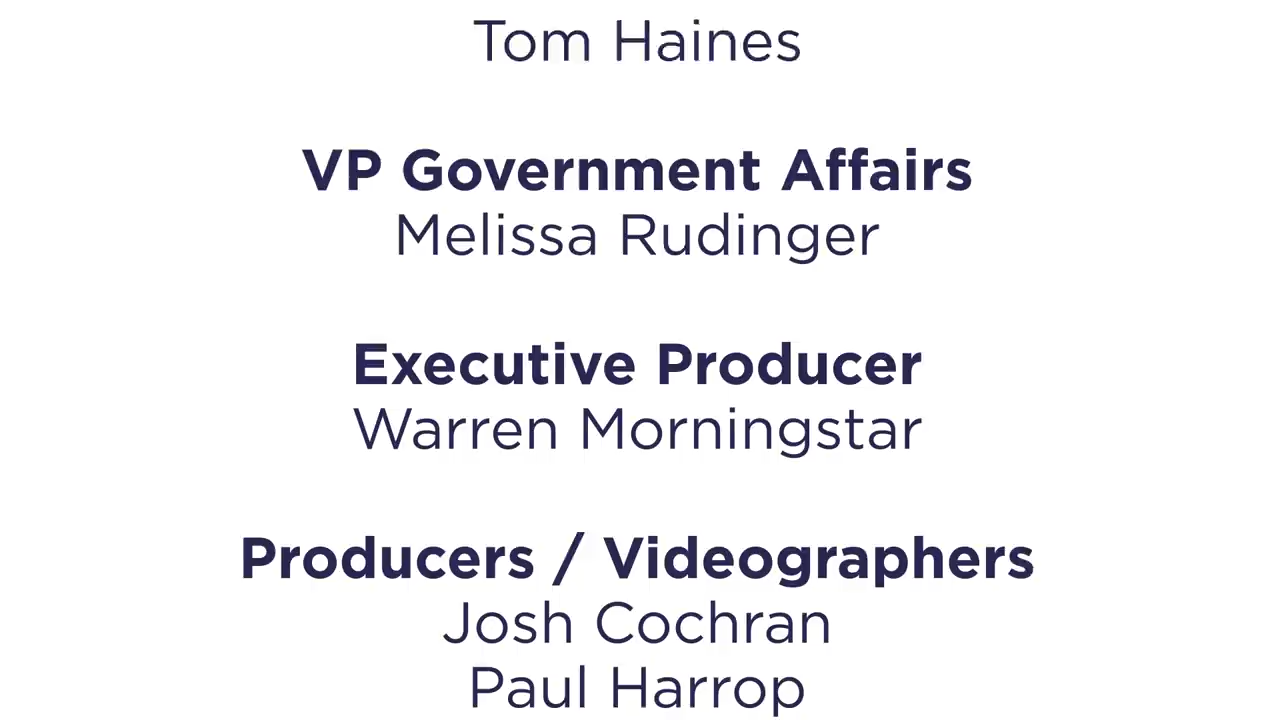 Tom Haines
VP Government Affairs
Melissa Rudinger
Executive Producer
Warren Morningstar
Producers / Videographers
Josh Cochran
Paul Harrop